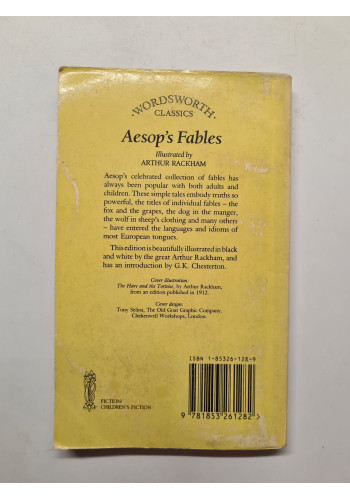 WORDSWORTH
CLASSICS
Aesop's Fables
Illustrated by
ARTHUR RACKHAM
Aesop's celebrated collection of fables has
always been popular with both adults and
children. These simple tales embody truths so
powerful, the titles of individual fables – the
fox and the grapes, the dog in the manger,
the wolf in sheep's clothing and many others
– have entered the languages and idioms of
most European tongues.
This edition is beautifully illustrated in black
and white by the great Arthur Rackham, and
has an introduction by G.K. Chesterton.
Cover illustration:
The Hare and the Tortoise, by Arthur Rackham,
from an edition published in 1912.
Cover design:
Tony Selina, The Old Goat Graphic Company,
Clerkenwell Workshops, London.
ISBN 1-85326-128-9
FICTION/
CHILDREN'S FICTION
9 781853 261282 >